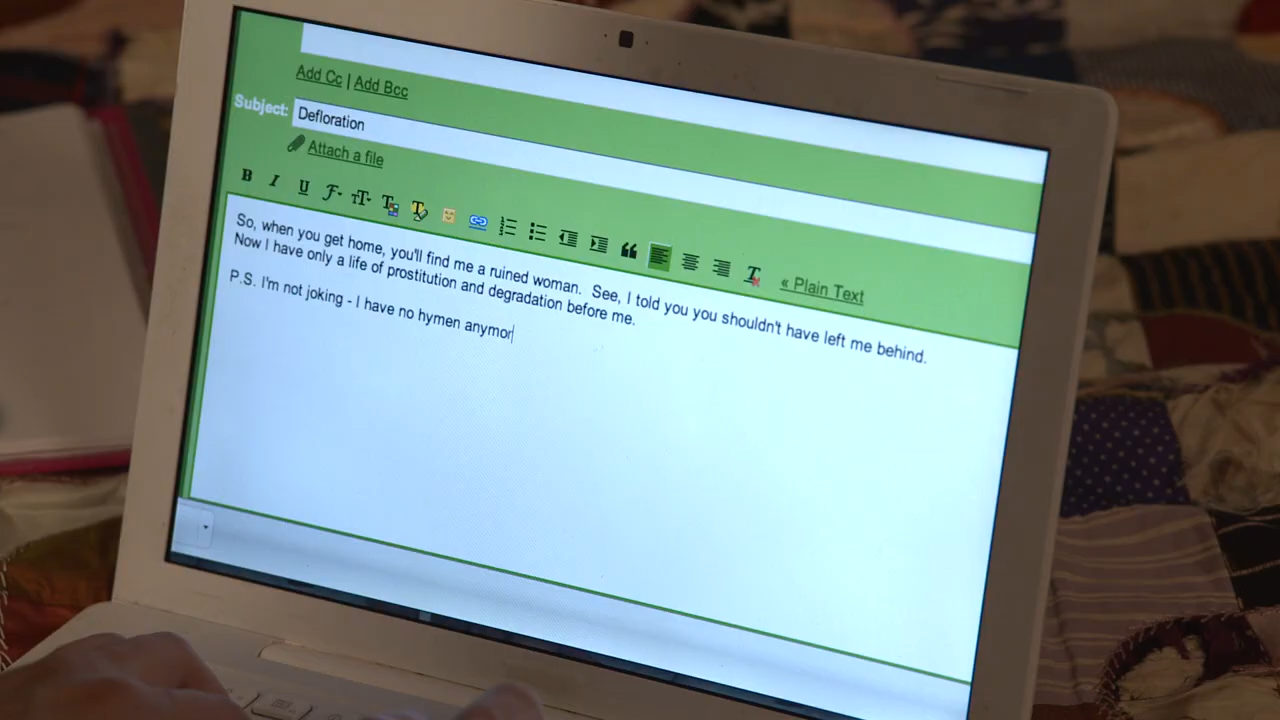 Add Cc | Add Bcc
Subject: Defloration
Attach a file
B I U T « Plain Text
So, when you get home, you'll find me a ruined woman. See, I told you you shouldn't have left me behind.
Now I have only a life of prostitution and degradation before me.
P.S. I'm not joking - I have no hymen anymor